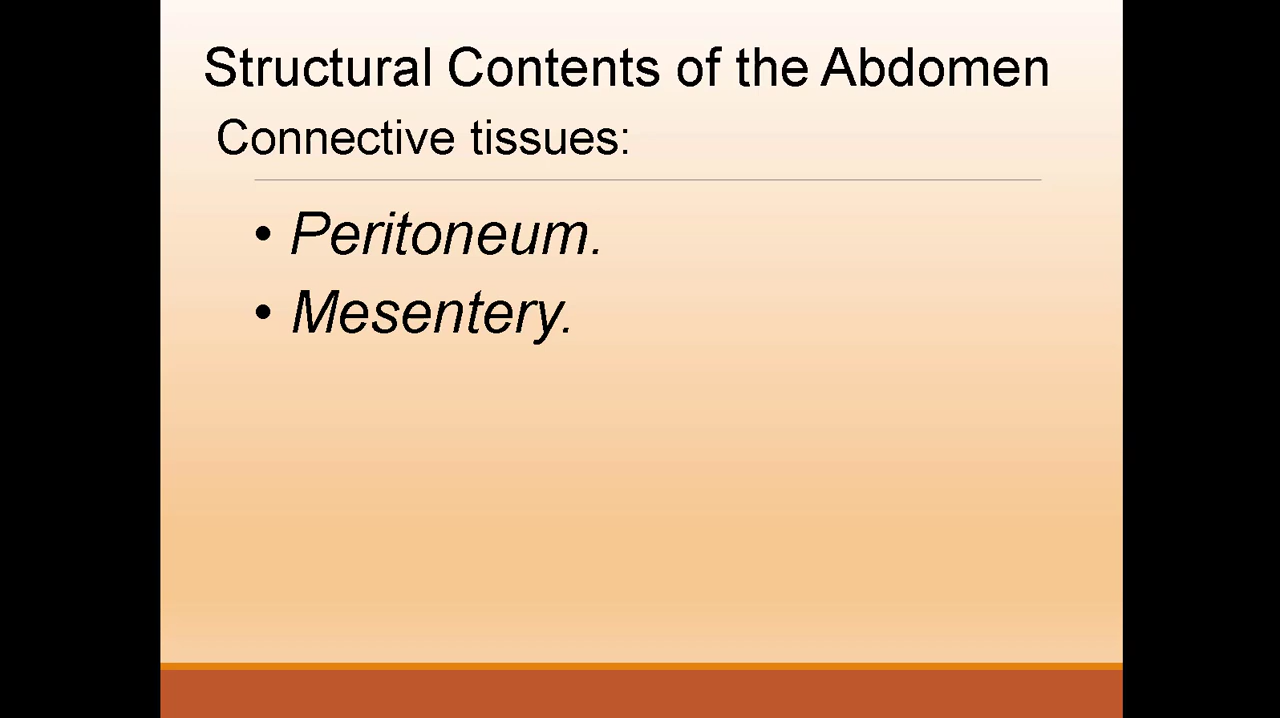 Structural Contents of the Abdomen
Connective tissues:
• Peritoneum.
• Mesentery.